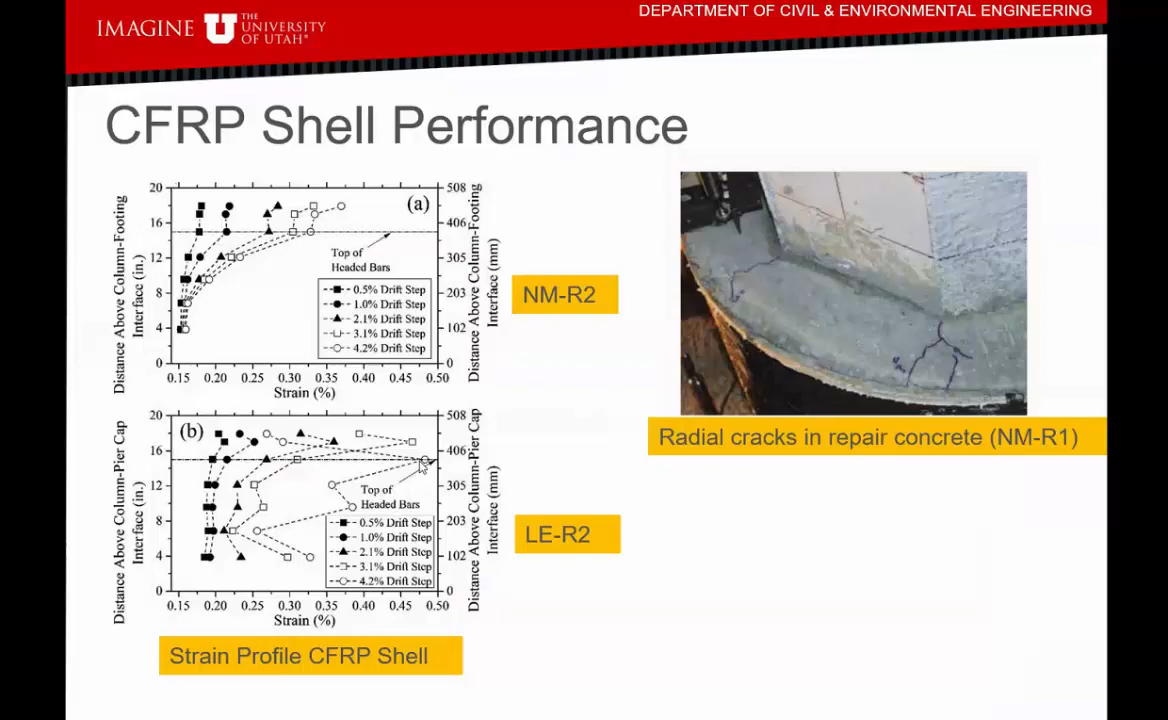 DEPARTMENT OF CIVIL & ENVIRONMENTAL ENGINEERING
IMAGINE U THE UNIVERSITY OF UTAH®
CFRP Shell Performance
Distance Above Column-Footing Interface (in.)
20
16
12
8
4
0
(a)
Top of
Headed Bars
0.5% Drift Step
1.0% Drift Step
2.1% Drift Step
3.1% Drift Step
4.2% Drift Step
508
406
305
203
102
0
Distance Above Column-Footing Interface (mm)
0.15 0.20 0.25 0.30 0.35 0.40 0.45 0.50
Strain (%)
NM-R2
Radial cracks in repair concrete (NM-R1)
Distance Above Column-Pier Cap Interface (in.)
20
16
12
8
4
0
(b)
Top of
Headed Bars
0.5% Drift Step
1.0% Drift Step
2.1% Drift Step
3.1% Drift Step
4.2% Drift Step
508
406
305
203
102
0
Distance Above Column-Pier Cap Interface (mm)
0.15 0.20 0.25 0.30 0.35 0.40 0.45 0.50
Strain (%)
LE-R2
Strain Profile CFRP Shell